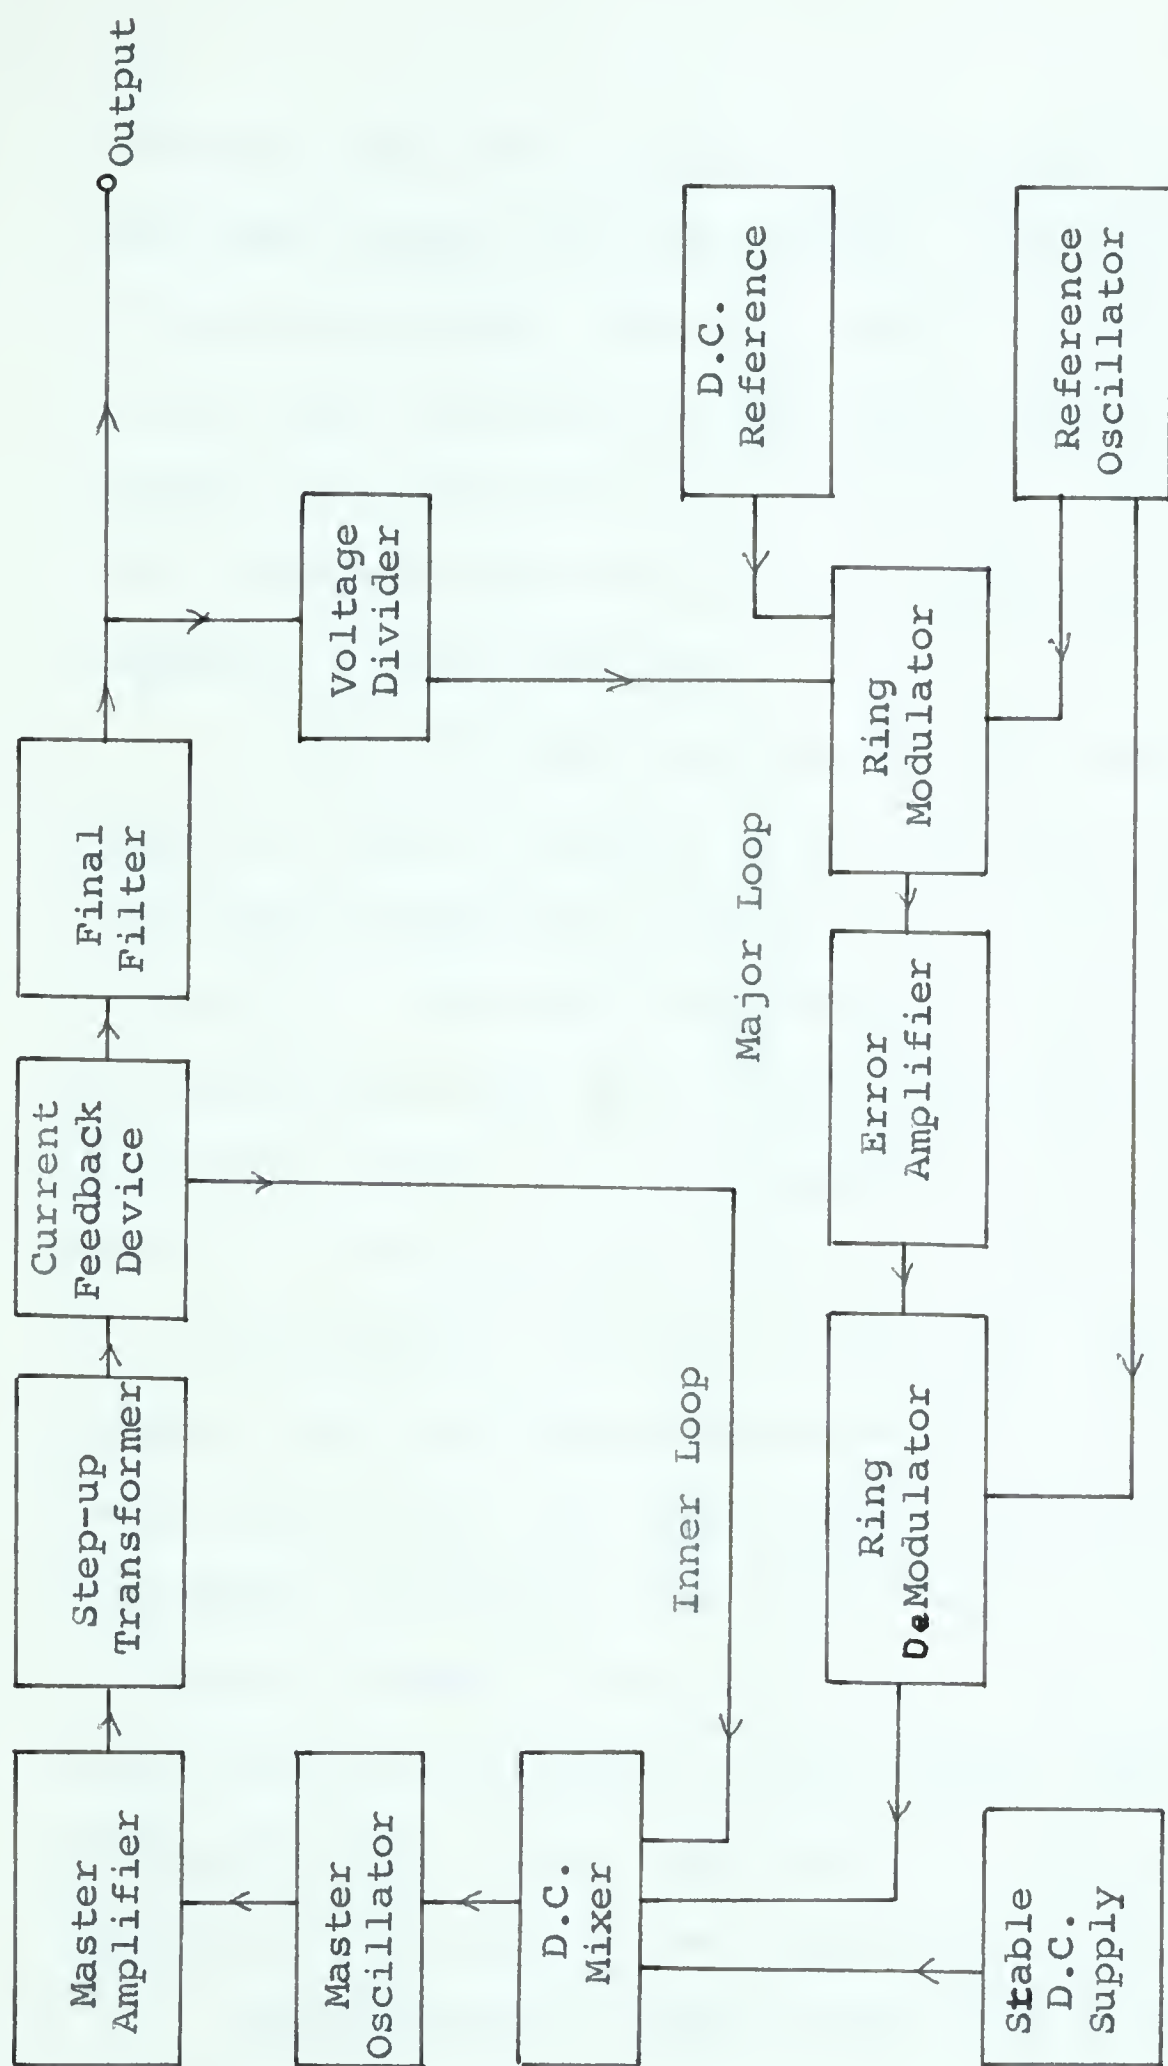 Master
Amplifier
Step-up
Transformer
Current
Feedback
Device
Final
Filter
Output
Master
Oscillator
Voltage
Divider
D.C.
Mixer
Inner Loop
Major Loop
D.C.
Reference
Ring
DeModulator
Error
Amplifier
Ring
Modulator
Stable
D.C.
Supply
Reference
Oscillator